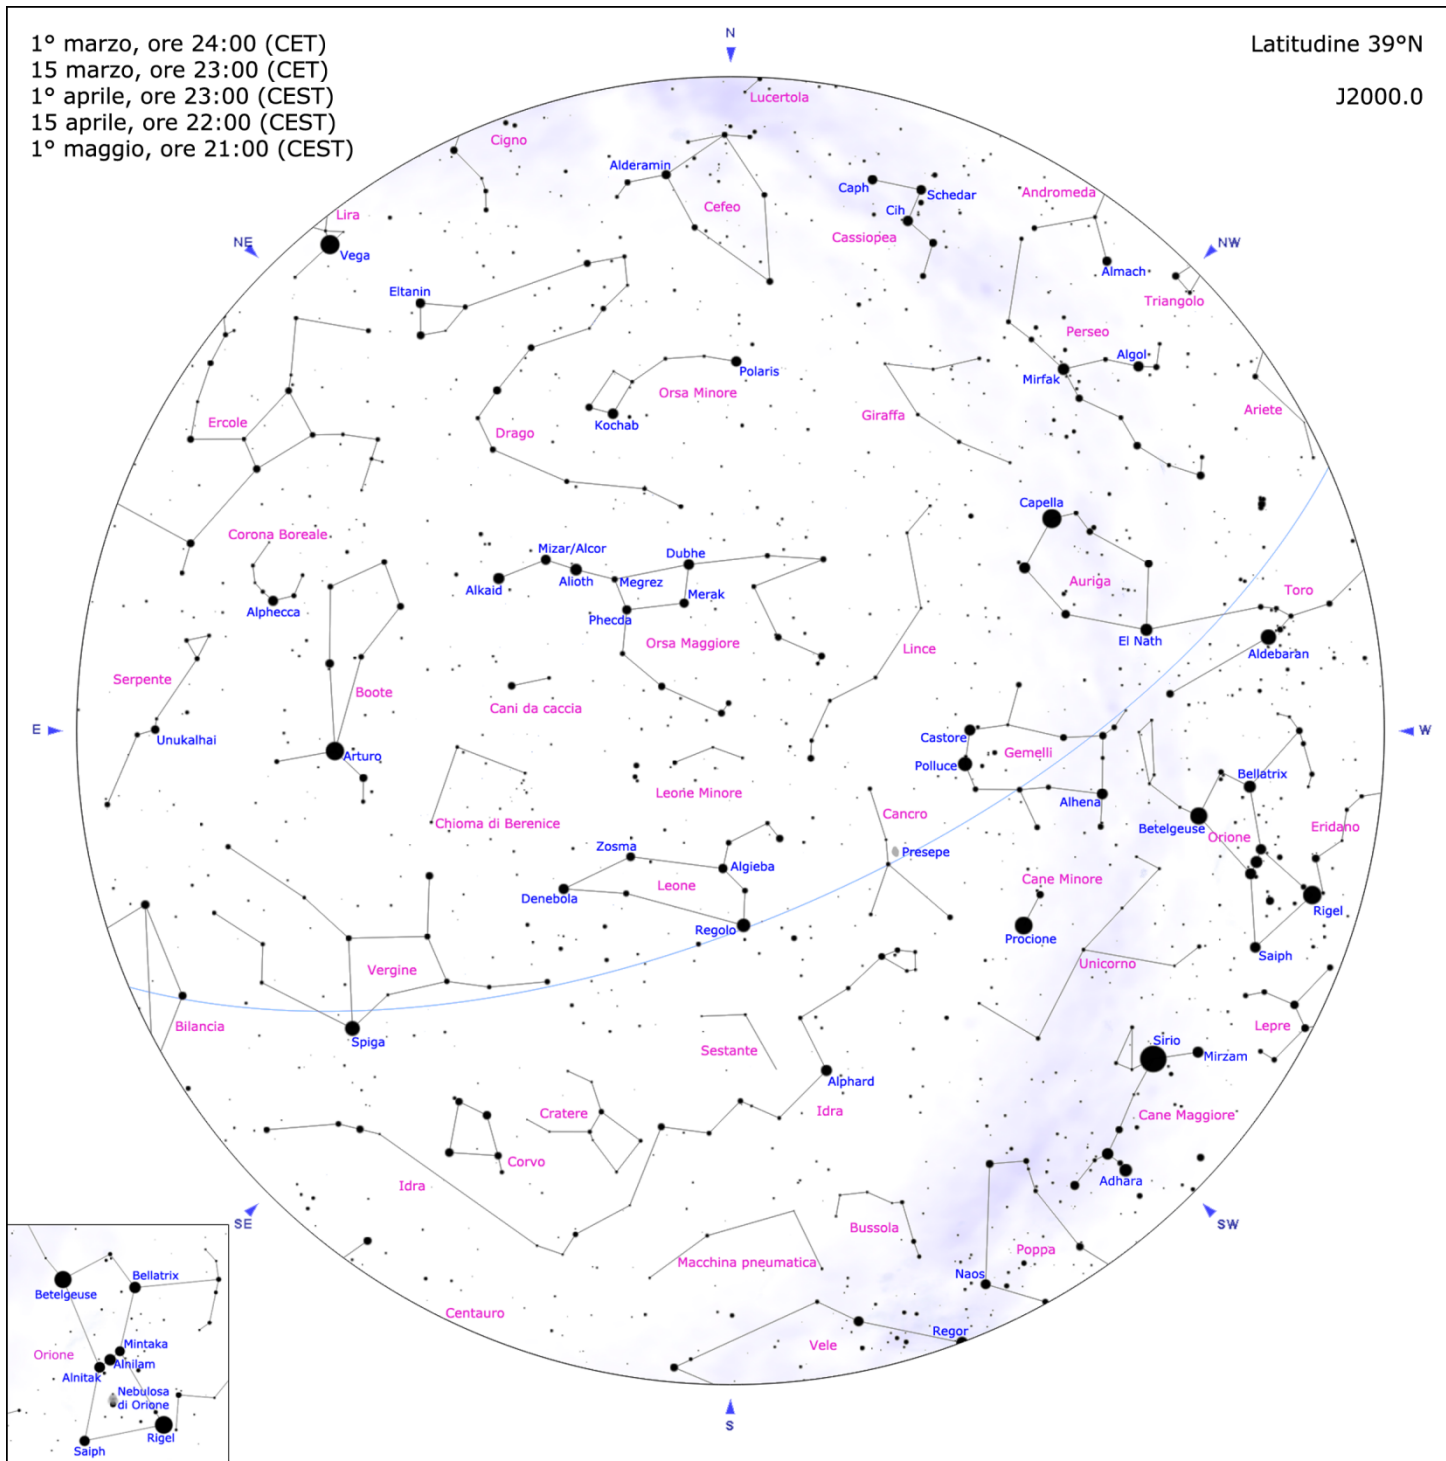 1° marzo, ore 24:00 (CET)
15 marzo, ore 23:00 (CET)
1° aprile, ore 23:00 (CEST)
15 aprile, ore 22:00 (CEST)
1° maggio, ore 21:00 (CEST)
N
Latitudine 39°N
J2000.0
Lucertola
Cigno
Alderamin
Caph
Schedar
Andromeda
Cefeo
Cih
Lira
Cassiopea
NE
NW
Vega
Almach
Eltanin
Triangolo
Perseo
Algol
Polaris
Mirfak
Orsa Minore
Ariete
Giraffa
Ercole
Kochab
Drago
Capella
Corona Boreale
Mizar/Alcor
Dubhe
Alkaid
Alioth
Megrez
Auriga
Toro
Merak
Alphecca
Phecda
El Nath
Orsa Maggiore
Lince
Aldebaran
Serpente
Boote
Cani da caccia
E
W
Unukalhai
Castore
Arturo
Gemelli
Polluce
Bellatrix
Leone Minore
Alhena
Cancro
Chioma di Berenice
Betelgeuse
Eridano
Orione
Zosma
Presepe
Algieba
Cane Minore
Leone
Denebola
Rigel
Regolo
Procione
Saiph
Unicorno
Vergine
Bilancia
Lepre
Spiga
Sirio
Sestante
Mirzam
Alphard
Cratere
Idra
Cane Maggiore
Corvo
Adhara
Idra
SE
SW
Bussola
Poppa
Macchina pneumatica
Naos
Centauro
Regor
Vele
S
Bellatrix
Betelgeuse
Mintaka
Orione
Alnilam
Alnitak
Nebulosa
di Orione
Rigel
Saiph